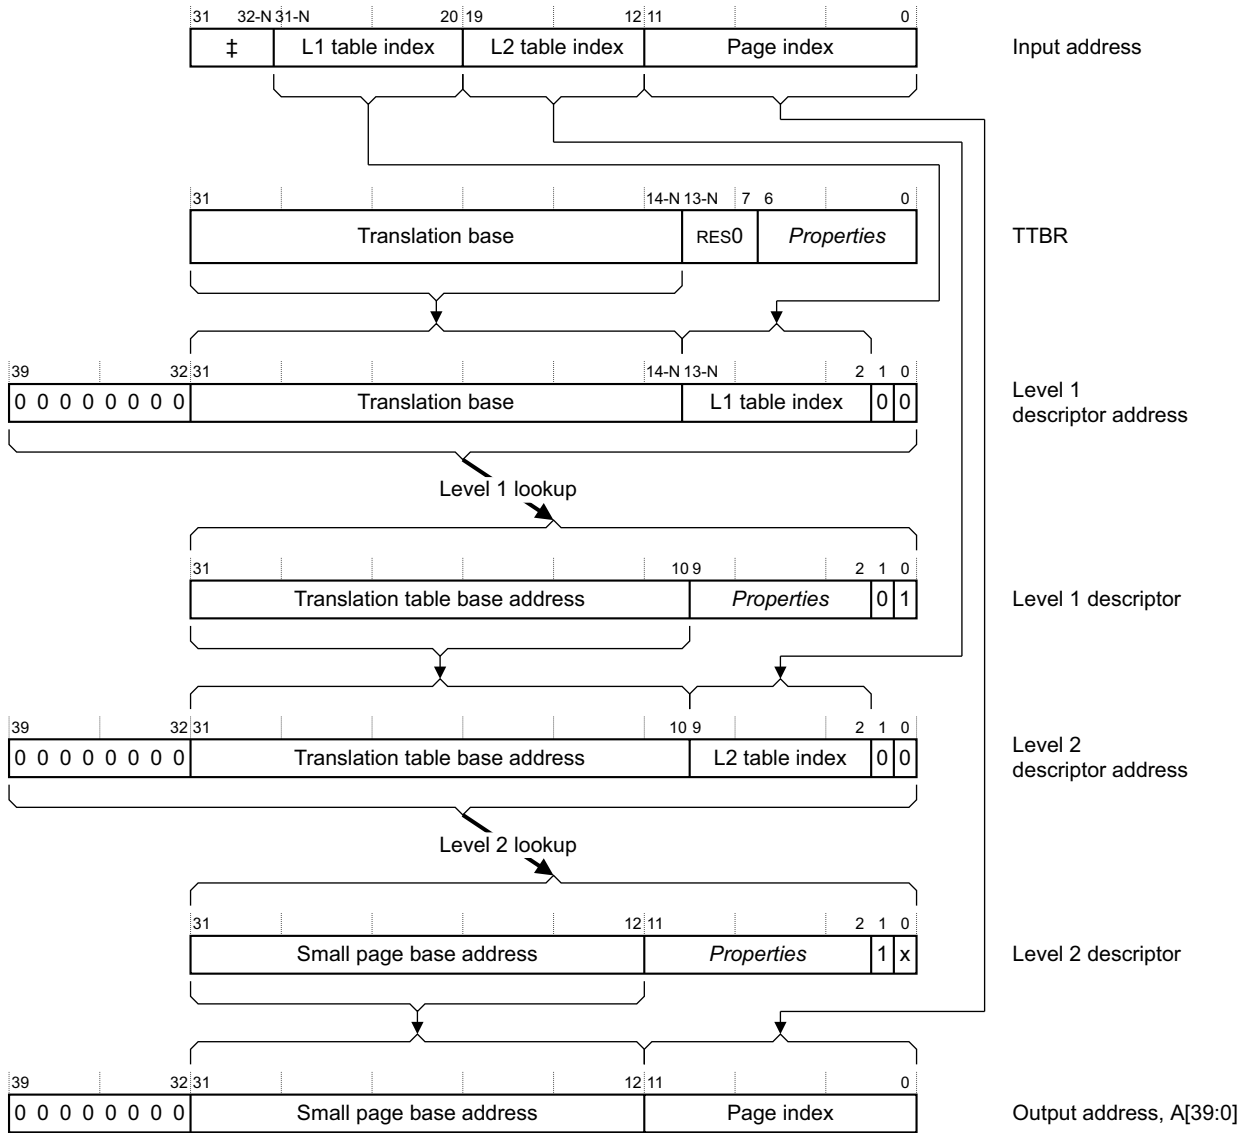 31 32-N 31-N 20 19 12 11 0
‡ L1 table index L2 table index Page index Input address
31 14-N 13-N 7 6 0
Translation base RES0 Properties TTBR
39 32 31 14-N 13-N 2 1 0
0 0 0 0 0 0 0 0 Translation base L1 table index 0 0 Level 1
descriptor address
Level 1 lookup
31 10 9 2 1 0
Translation table base address Properties 0 1 Level 1 descriptor
39 32 31 10 9 2 1 0
0 0 0 0 0 0 0 0 Translation table base address L2 table index 0 0 Level 2
descriptor address
Level 2 lookup
31 12 11 2 1 0
Small page base address Properties 1 x Level 2 descriptor
39 32 31 12 11 0
0 0 0 0 0 0 0 0 Small page base address Page index Output address, A[39:0]